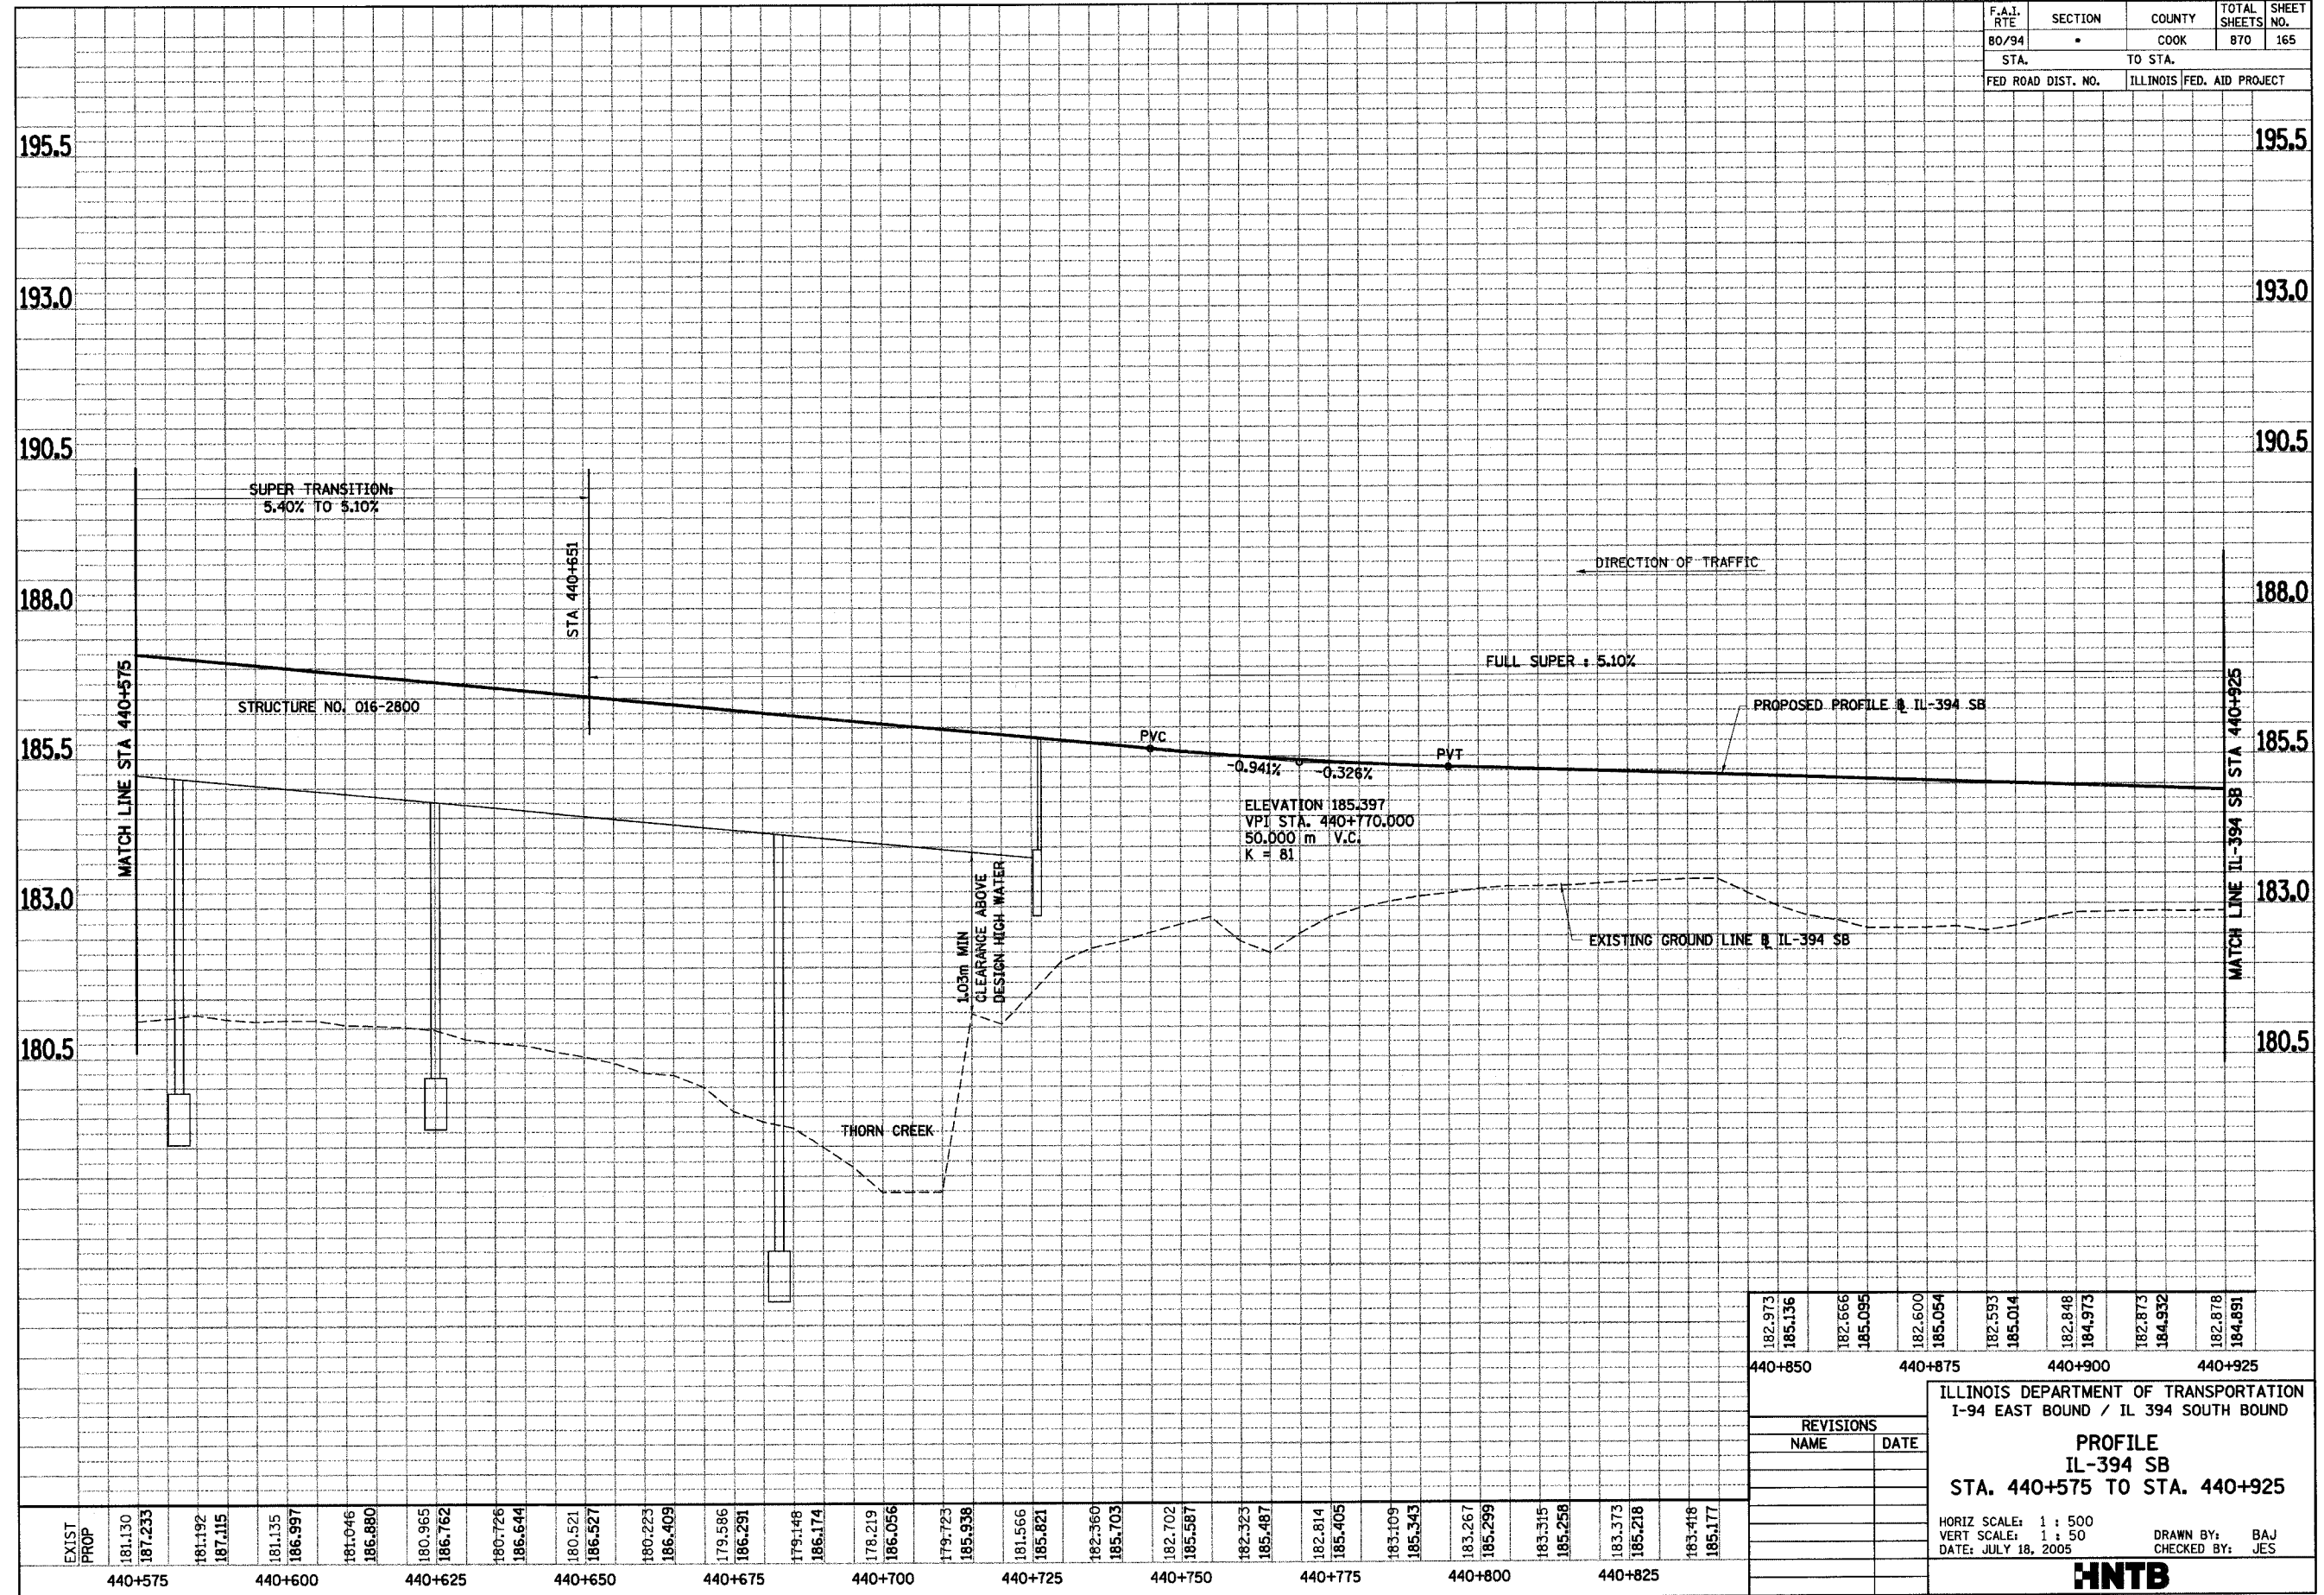 F.A.I. RTE SECTION COUNTY TOTAL SHEETS SHEET NO.
80/94 • COOK 870 165
STA. TO STA.
FED ROAD DIST. NO. ILLINOIS FED. AID PROJECT
195.5 195.5
193.0 193.0
190.5 190.5
188.0 188.0
185.5 185.5
183.0 183.0
180.5 180.5
SUPER TRANSITION:
5.40% TO 5.10%
STA 440+651
DIRECTION OF TRAFFIC
FULL SUPER : 5.10%
MATCH LINE STA 440+575
STRUCTURE NO. 016-2800
PROPOSED PROFILE ℄ IL-394 SB
PVC
PVT
-0.941% -0.326%
ELEVATION 185.397
VPI STA. 440+770.000
50.000 m V.C.
K = 81
1.03m MIN
CLEARANCE ABOVE
DESIGN HIGH WATER
EXISTING GROUND LINE ℄ IL-394 SB
MATCH LINE IL-394 SB STA 440+925
THORN CREEK
182.973 182.666 182.600 182.593 182.848 182.873 182.878
185.136 185.095 185.054 185.014 184.973 184.932 184.891
440+850 440+875 440+900 440+925
EXIST 181.130 181.192 181.135 181.046 180.965 180.726 180.521 180.223 179.586 179.148 178.219 179.723 181.566 182.360 182.702 182.323 182.814 183.109 183.267 183.315 183.373 183.418
PROP 187.233 187.115 186.997 186.880 186.762 186.644 186.527 186.409 186.291 186.174 186.056 185.938 185.821 185.703 185.587 185.487 185.405 185.343 185.299 185.258 185.218 185.177
440+575 440+600 440+625 440+650 440+675 440+700 440+725 440+750 440+775 440+800 440+825
REVISIONS
NAME DATE
ILLINOIS DEPARTMENT OF TRANSPORTATION
I-94 EAST BOUND / IL 394 SOUTH BOUND
PROFILE
IL-394 SB
STA. 440+575 TO STA. 440+925
HORIZ SCALE: 1 : 500
VERT SCALE: 1 : 50 DRAWN BY: BAJ
DATE: JULY 18, 2005 CHECKED BY: JES
HNTB